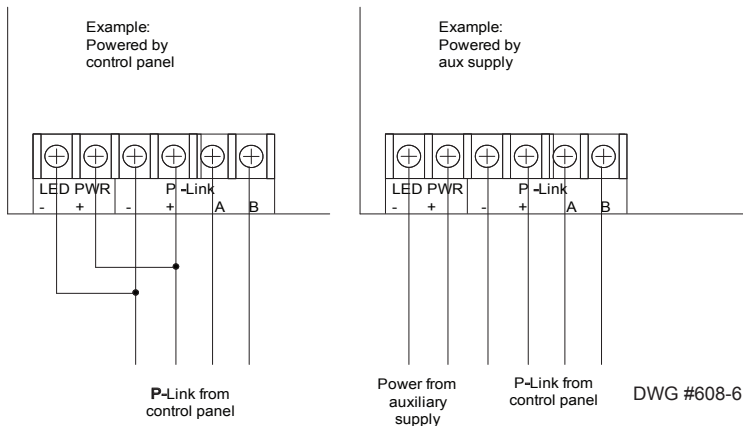 Example:
Powered by
control panel
LED PWR P -Link
- + - + A B
P-Link from
control panel
Example:
Powered by
aux supply
LED PWR P -Link
- + - + A B
Power from
auxiliary
supply
P-Link from
control panel
DWG #608-6